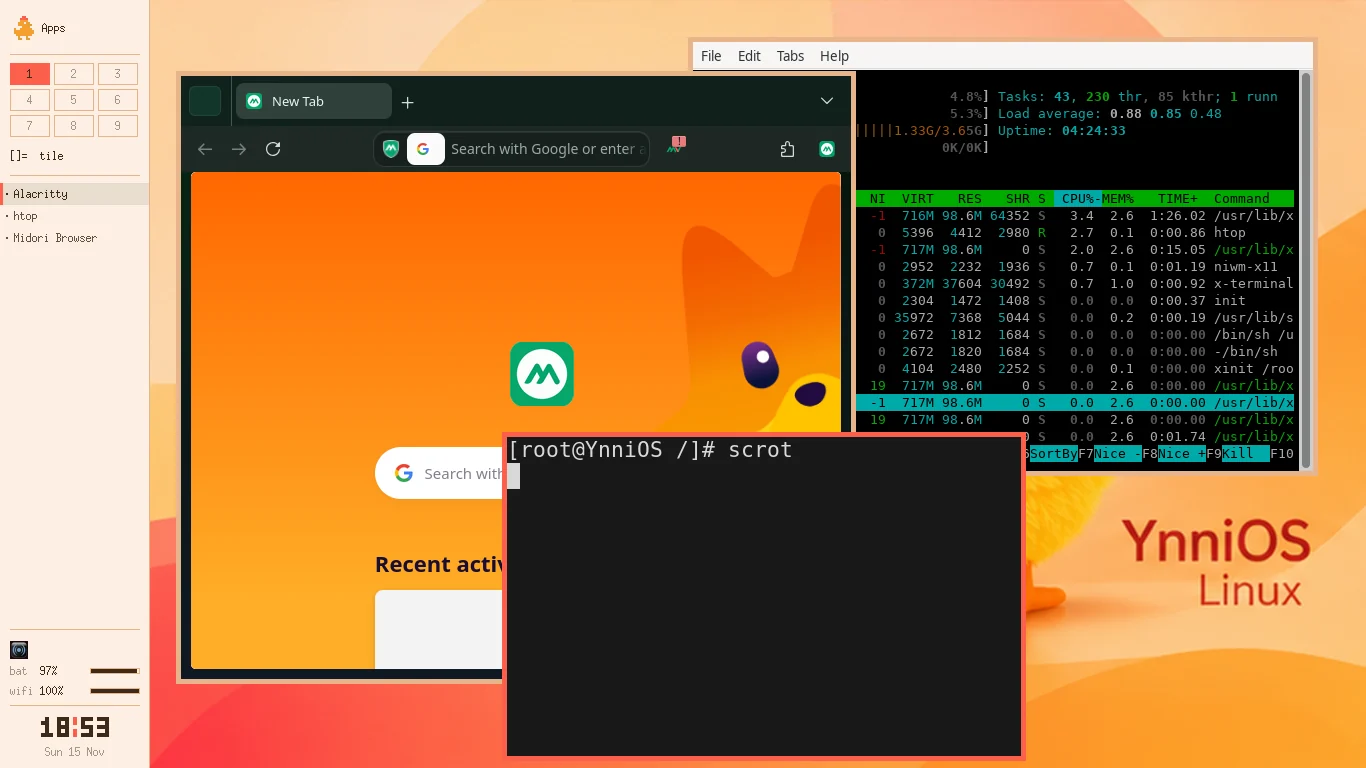 Apps
1 2 3
4 5 6
7 8 9
[]= tile
· Alacritty
· htop
· Midori Browser
bat 97%
wifi 100%
18:53
Sun 15 Nov
New Tab
Search with Google or enter a
!
Search with
Recent activ
File Edit Tabs Help
4.8%] Tasks: 43, 230 thr, 85 kthr; 1 runn
5.3%] Load average: 0.88 0.85 0.48
|||||1.33G/3.65G] Uptime: 04:24:33
0K/0K]
NI VIRT RES SHR S CPU%-MEM% TIME+ Command
-1 716M 98.6M 64352 S 3.4 2.6 1:26.02 /usr/lib/x
0 5396 4412 2980 R 2.7 0.1 0:00.86 htop
-1 717M 98.6M 0 S 2.0 2.6 0:15.05 /usr/lib/x
0 2952 2232 1936 S 0.7 0.1 0:01.19 niwm-x11
0 372M 37604 30492 S 0.7 1.0 0:00.92 x-terminal
0 2304 1472 1408 S 0.0 0.0 0:00.37 init
0 35972 7368 5044 S 0.0 0.2 0:00.19 /usr/lib/s
0 2672 1812 1684 S 0.0 0.0 0:00.00 /bin/sh /u
0 2672 1820 1684 S 0.0 0.0 0:00.00 -/bin/sh
0 4104 2480 2252 S 0.0 0.1 0:00.00 xinit /roo
19 717M 98.6M 0 S 0.0 2.6 0:00.00 /usr/lib/x
-1 717M 98.6M 0 S 0.0 2.6 0:00.00 /usr/lib/x
19 717M 98.6M 0 S 0.0 2.6 0:00.00 /usr/lib/x
0 S 0.0 2.6 0:01.74 /usr/lib/x
SortByF7Nice -F8Nice +F9Kill F10
[root@YnniOS /]# scrot
YnniOS
Linux